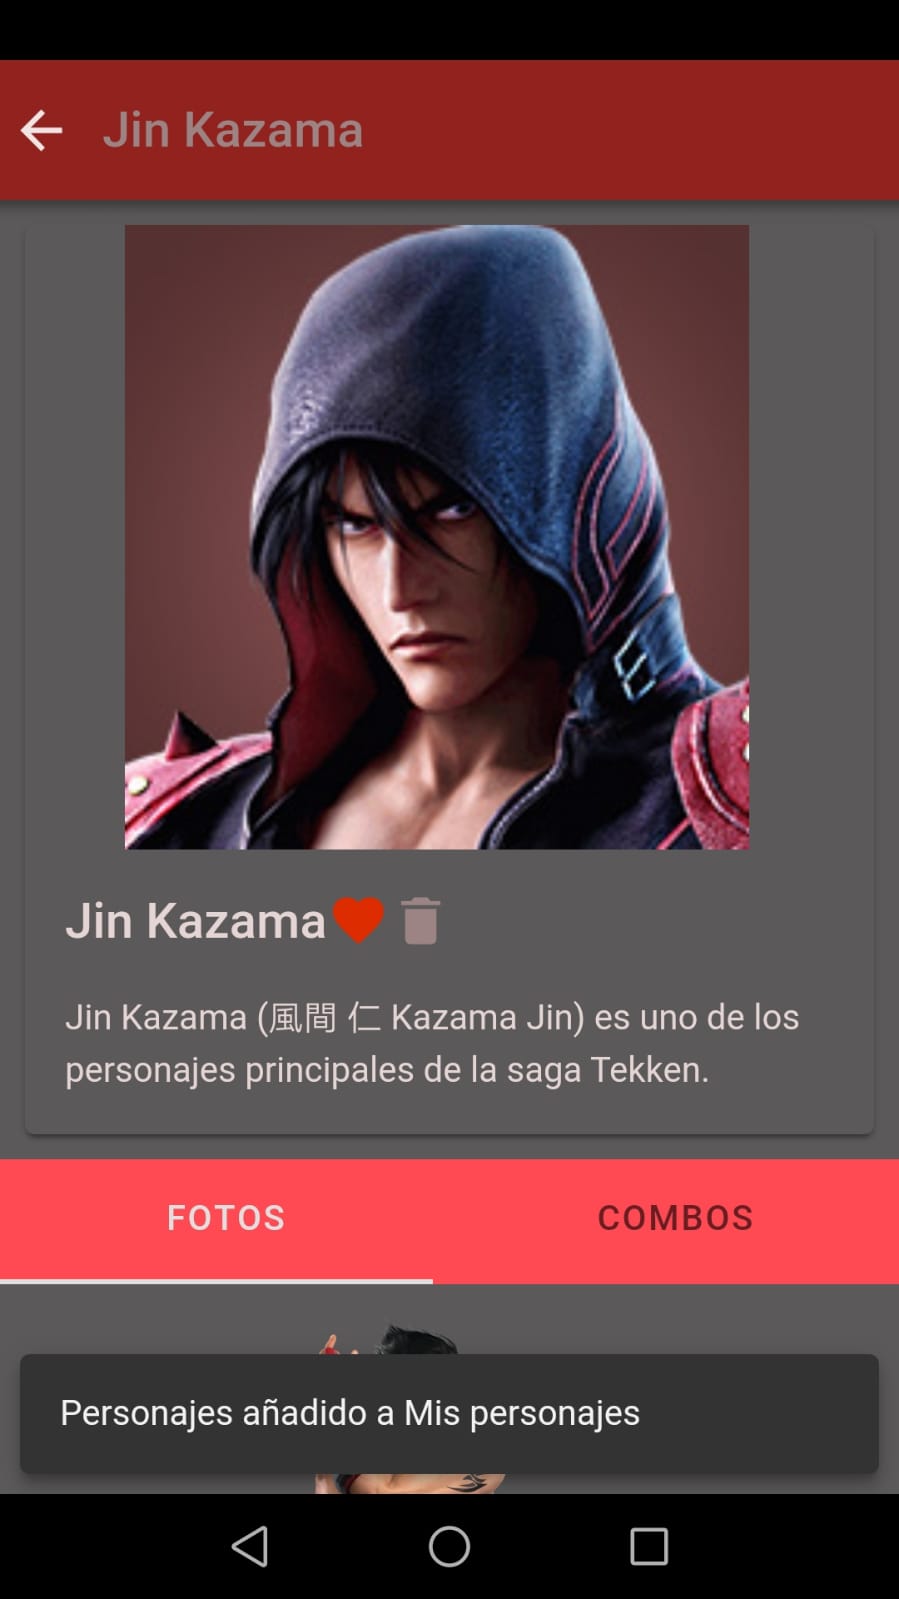 Jin Kazama
Jin Kazama
Jin Kazama (風間 仁 Kazama Jin) es uno de los
personajes principales de la saga Tekken.
FOTOS
COMBOS
Personajes añadido a Mis personajes